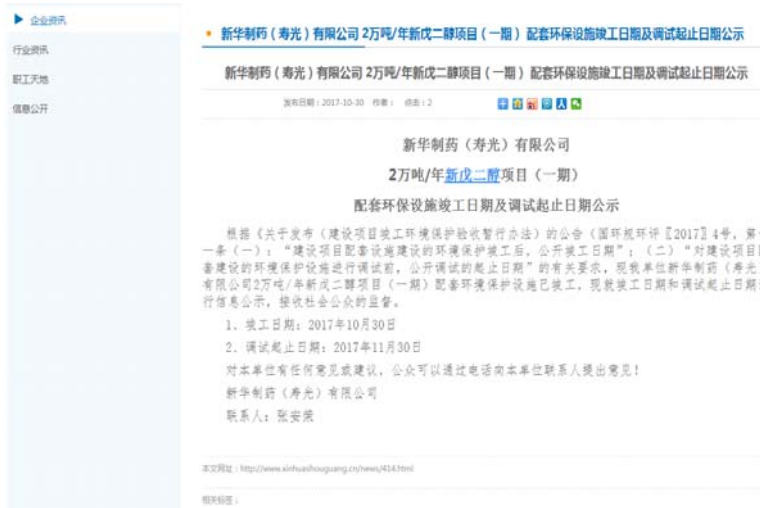 企业资讯
行业资讯
职工天地
信息公开
新华制药（寿光）有限公司 2万吨/年新戊二醇项目（一期） 配套环保设施竣工日期及调试起止日期公示
新华制药（寿光）有限公司 2万吨/年新戊二醇项目（一期） 配套环保设施竣工日期及调试起止日期公示
发布日期：2017-10-30 作者： 点击：2
新华制药（寿光）有限公司
2万吨/年新戊二醇项目（一期）
配套环保设施竣工日期及调试起止日期公示
根据《关于发布（建设项目竣工环境保护验收暂行办法）的公告（国环规环评〖2017〗4号，第
一条（一）：“建设项目配套设施建设的环境保护竣工后，公开竣工日期”；（二）“对建设项目
套建设的环境保护设施进行调试前，公开调试的起止日期”的有关要求，现我单位新华制药（寿光
有限公司2万吨/年新戊二醇项目（一期）配套环境保护设施已竣工，现就竣工日期和调试起止日期
行信息公示，接收社会公众的监督。
1、竣工日期：2017年10月30日
2、调试起止日期：2017年11月30日
对本单位有任何意见或建议，公众可以通过电话向本单位联系人提出意见！
新华制药（寿光）有限公司
联系人：张安荣
本文网址：http://www.xinhuashouguang.cn/news/414.html
相关标签：